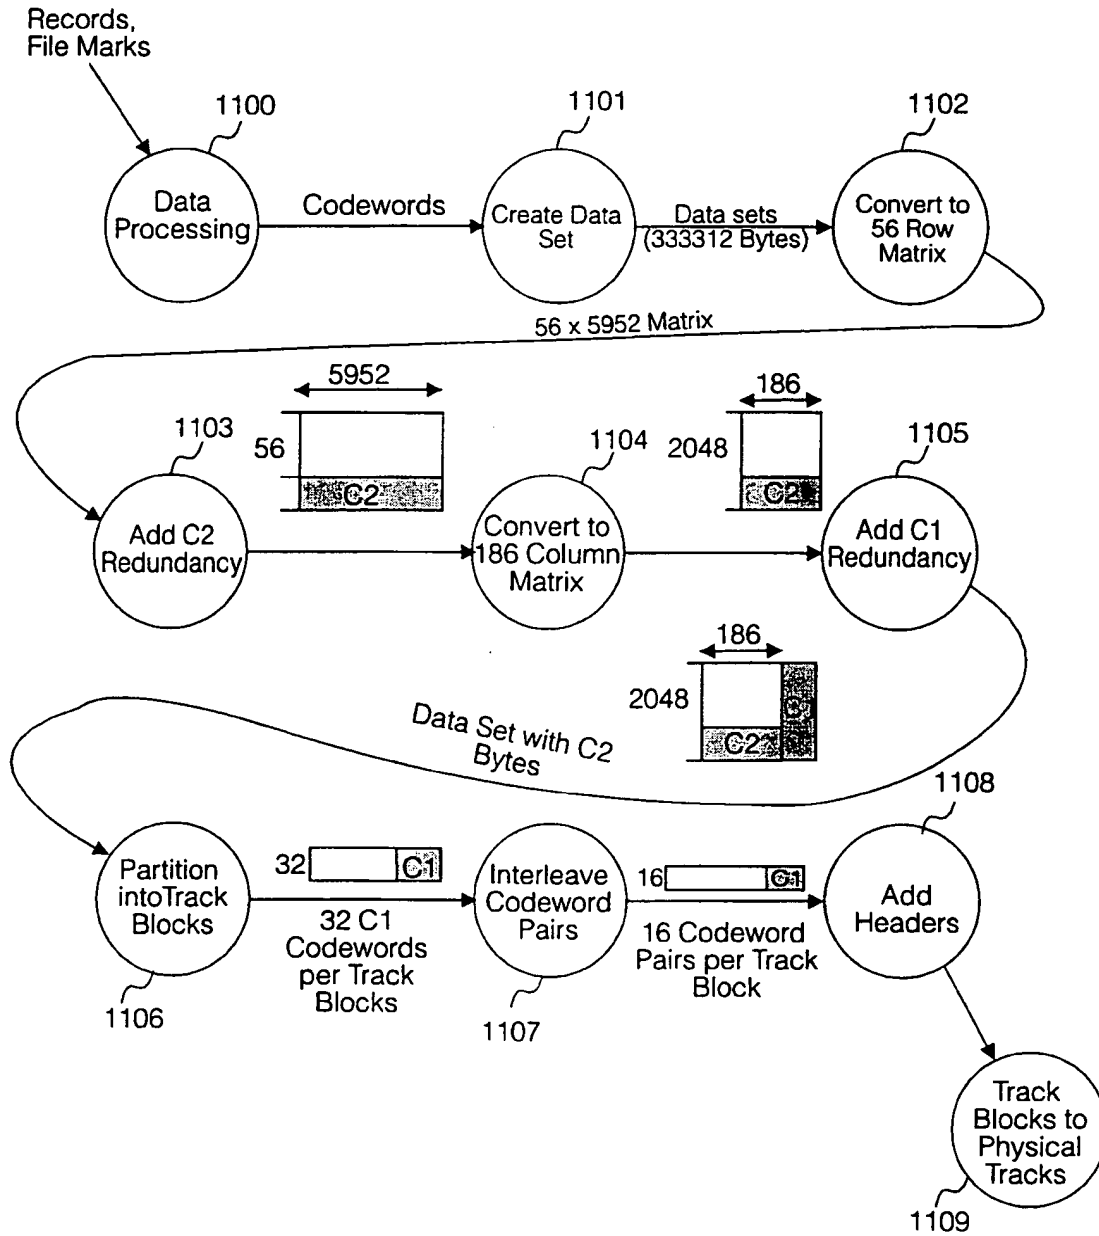 Records,
File Marks
1100
1101
1102
Data
Processing
Codewords
Create Data
Set
Data sets
(333312 Bytes)
Convert to
56 Row
Matrix
56 x 5952 Matrix
5952
186
1103
56
C2
1104
2048
C2
1105
Add C2
Redundancy
Convert to
186 Column
Matrix
Add C1
Redundancy
186
2048
C2
Data Set with C2
Bytes
1108
Partition
intoTrack
Blocks
32
C1
32 C1
Codewords
per Track
Blocks
Interleave
Codeword
Pairs
16
C1
16 Codeword
Pairs per Track
Block
Add
Headers
1106
1107
Track
Blocks to
Physical
Tracks
1109